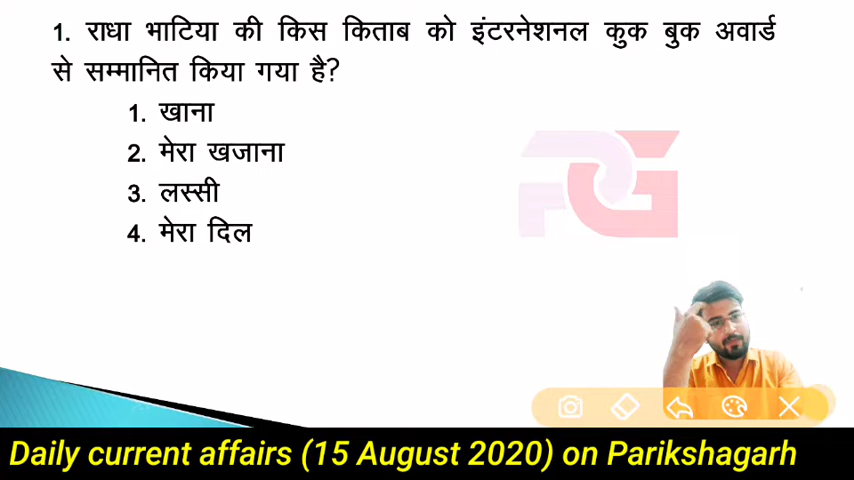 1. राधा भाटिया की किस किताब को इंटरनेशनल कुक बुक अवार्ड
से सम्मानित किया गया है?
1. खाना
2. मेरा खजाना
3. लस्सी
4. मेरा दिल
PG
Daily current affairs (15 August 2020) on Parikshagarh